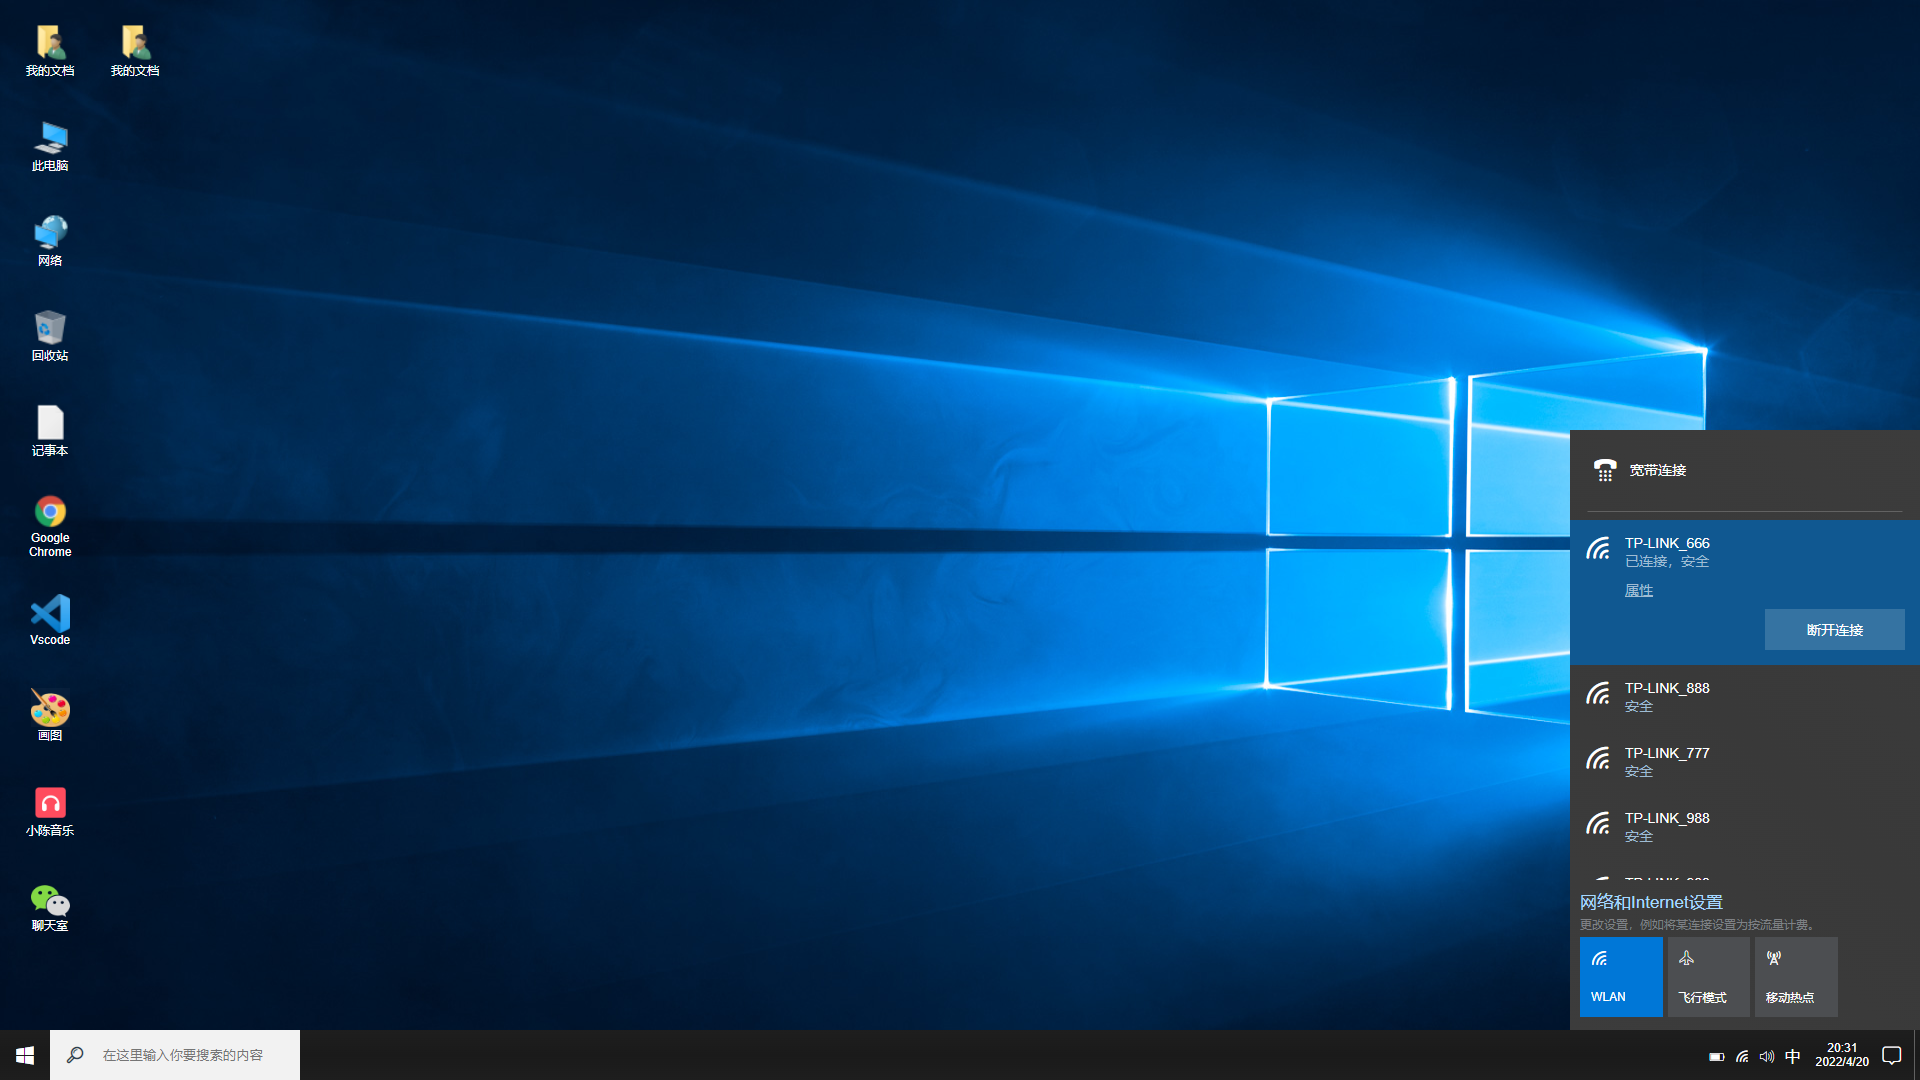 我的文档
我的文档
此电脑
网络
回收站
记事本
Google
Chrome
Vscode
画图
小陈音乐
聊天室
宽带连接
TP-LINK_666
已连接，安全
属性
断开连接
TP-LINK_888
安全
TP-LINK_777
安全
TP-LINK_988
安全
网络和Internet设置
更改设置，例如将某连接设置为按流量计费。
WLAN
飞行模式
移动热点
在这里输入你要搜索的内容
中
20:31
2022/4/20